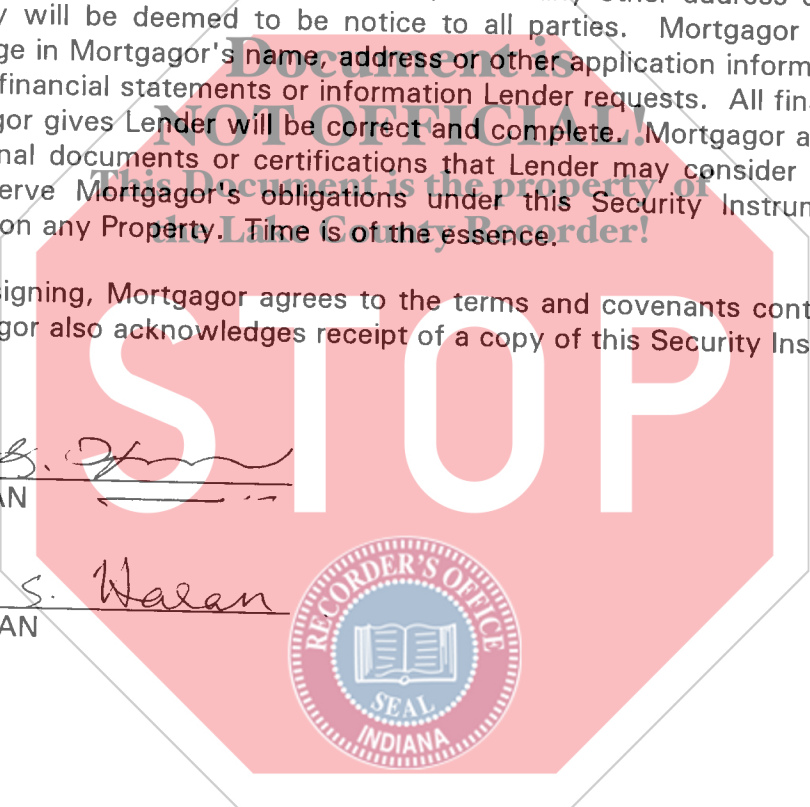 any other address
y will be deemed to be notice to all parties. Mortgagor
ge in Mortgagor's name, address or other application inform
financial statements or information Lender requests. All fin
gor gives Lender will be correct and complete. Mortgagor a
nal documents or certifications that Lender may consider
erve Mortgagor's obligations under this Security Instrum
on any Property. Time is of the essence.
Document is
NOT OFFICIAL!
This Document is the property of
the Lake County Recorder!
signing, Mortgagor agrees to the terms and covenants cont
gor also acknowledges receipt of a copy of this Security Ins
STOP
B.
AN
S. Halan
AN
RECORDER'S OFFICE
SEAL
INDIANA